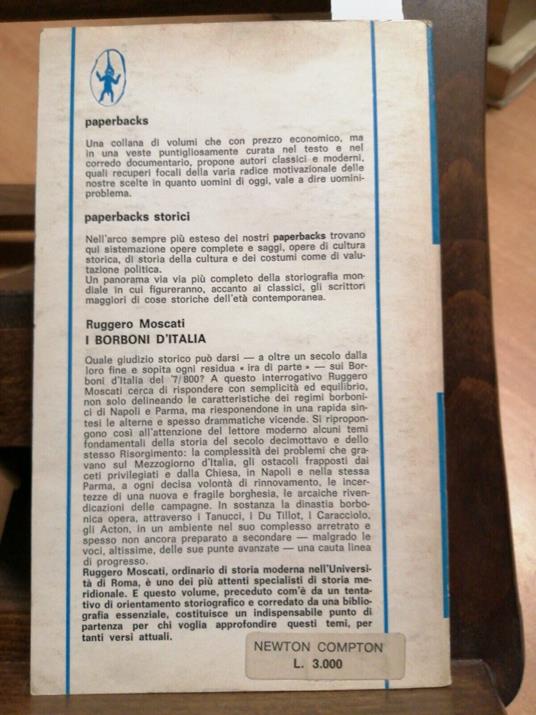 paperbacks
Una collana di volumi che con prezzo economico, ma
in una veste puntigliosamente curata nel testo e nel
corredo documentario, propone autori classici e moderni,
quali recuperi focali della varia radice motivazionale delle
nostre scelte in quanto uomini di oggi, vale a dire uomini-
problema.
paperbacks storici
Nell'arco sempre più esteso dei nostri paperbacks trovano
qui sistemazione opere complete e saggi, opere di cultura
storica, di storia della cultura e dei costumi come di valu-
tazione politica.
Un panorama via via più completo della storiografia mon-
diale in cui figureranno, accanto ai classici, gli scrittori
maggiori di cose storiche dell'età contemporanea.
Ruggero Moscati
I BORBONI D'ITALIA
Quale giudizio storico può darsi — a oltre un secolo dalla
loro fine e sopita ogni residua « ira di parte » — sui Bor-
boni d'Italia del '7/800? A questo interrogativo Ruggero
Moscati cerca di rispondere con semplicità ed equilibrio,
non solo delineando le caratteristiche dei regimi borboni-
ci di Napoli e Parma, ma riespondendone in una rapida sin-
tesi le alterne e spesso drammatiche vicende. Si ripropon-
gono così all'attenzione del lettore moderno alcuni temi
fondamentali della storia del secolo decimottavo e dello
stesso Risorgimento: la complessità dei problemi che gra-
vano sul Mezzogiorno d'Italia, gli ostacoli frapposti dai
ceti privilegiati e dalla Chiesa, in Napoli e nella stessa
Parma, a ogni decisa volontà di rinnovamento, le incer-
tezze di una nuova e fragile borghesia, le arcaiche riven-
dicazioni delle campagne. In sostanza la dinastia borbo-
nica opera, attraverso i Tanucci, i Du Tillot, i Caracciolo,
gli Acton, in un ambiente nel suo complesso arretrato e
spesso non ancora preparato a secondare — malgrado le
voci, altissime, delle sue punte avanzate — una cauta linea
di progresso.
Ruggero Moscati, ordinario di storia moderna nell'Universi-
tà di Roma, è uno dei più attenti specialisti di storia me-
ridionale. E questo volume, preceduto com'è da un tenta-
tivo di orientamento storiografico e corredato da una biblio-
grafia essenziale, costituisce un indispensabile punto di
partenza per chi voglia approfondire questi temi, per
tanti versi attuali.
NEWTON COMPTON
L. 3.000